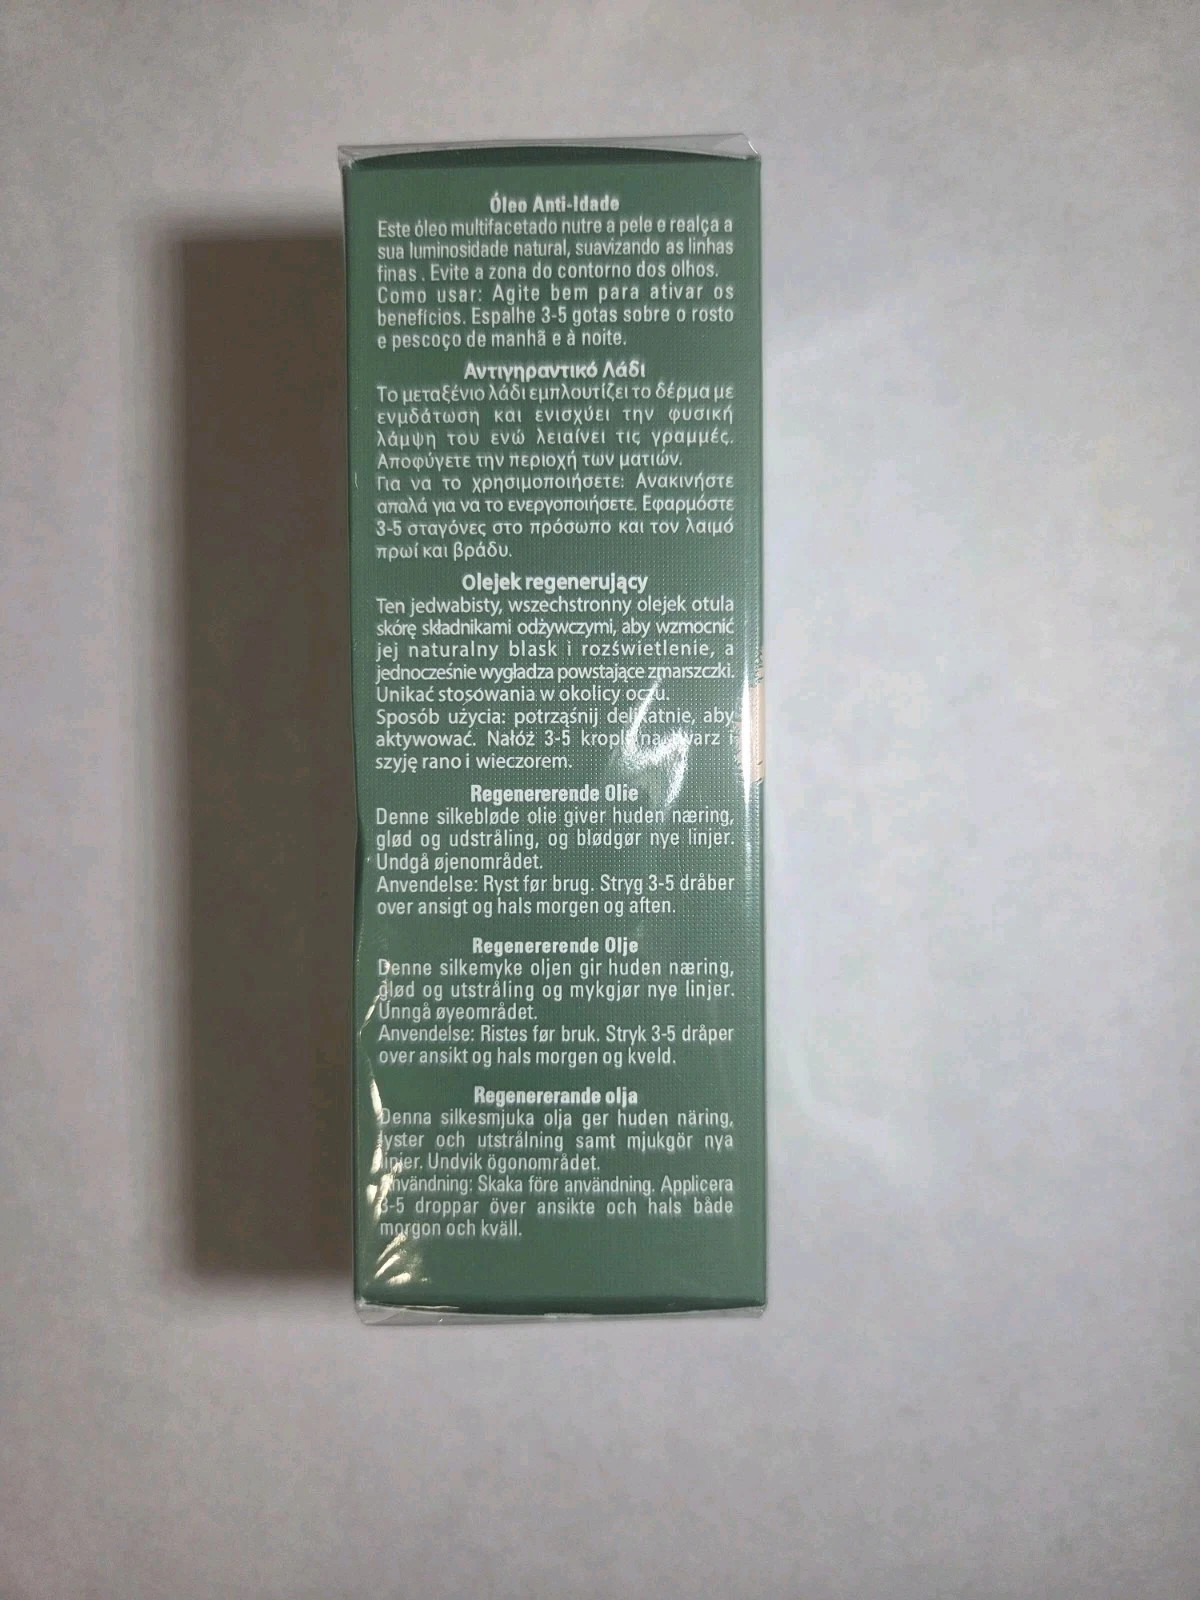 Óleo Anti-Idade
Este óleo multifacetado nutre a pele e realça a
sua luminosidade natural, suavizando as linhas
finas . Evite a zona do contorno dos olhos.
Como usar: Agite bem para ativar os
benefícios. Espalhe 3-5 gotas sobre o rosto
e pescoço de manhã e à noite.
Αντιγηραντικό Λάδι
Το μεταξένιο λάδι εμπλουτίζει το δέρμα με
ενμδάτωση και ενισχύει την φυσική
λάμψη του ενώ λειαίνει τις γραμμές.
Αποφύγετε την περιοχή των ματιών.
Για να το χρησιμοποιήσετε: Ανακινήστε
απαλά για να το ενεργοποιήσετε. Εφαρμόστε
3-5 σταγόνες στο πρόσωπο και τον λαιμό
πρωί και βράδυ.
Olejek regenerujący
Ten jedwabisty, wszechstronny olejek otula
skórę składnikami odżywczymi, aby wzmocnić
jej naturalny blask i rozświetlenie, a
jednocześnie wygładza powstające zmarszczki.
Unikać stosowania w okolicy oczu.
Sposób użycia: potrząśnij delikatnie, aby
aktywować. Nałóż 3-5 kropli na twarz i
szyję rano i wieczorem.
Regenererende Olie
Denne silkebløde olie giver huden næring,
glød og udstråling, og blødgør nye linjer.
Undgå øjenområdet.
Anvendelse: Ryst før brug. Stryg 3-5 dråber
over ansigt og hals morgen og aften.
Regenererende Olje
Denne silkemyke oljen gir huden næring,
glød og utstråling og mykgjør nye linjer.
Unngå øyeområdet.
Anvendelse: Ristes før bruk. Stryk 3-5 dråper
over ansikt og hals morgen og kveld.
Regenererande olja
Denna silkesmjuka olja ger huden näring,
lyster och utstrålning samt mjukgör nya
linjer. Undvik ögonområdet.
Användning: Skaka före användning. Applicera
3-5 droppar över ansikte och hals både
morgon och kväll.